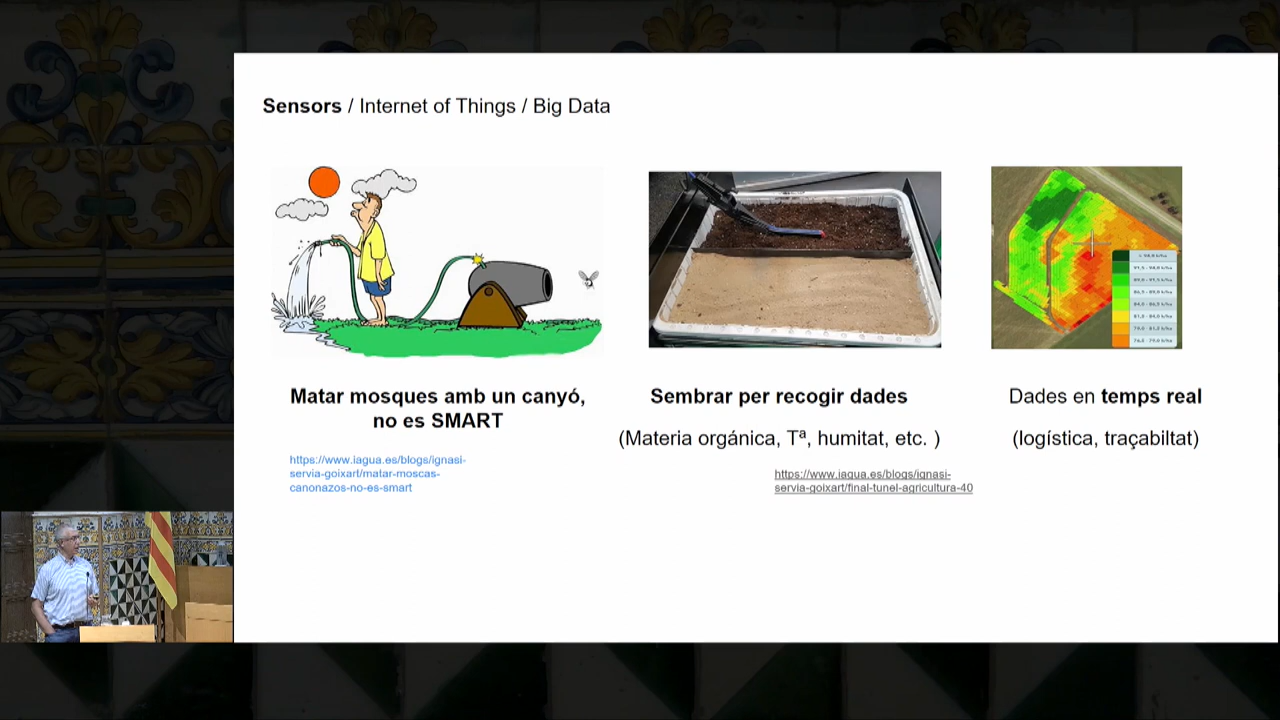 Sensors / Internet of Things / Big Data
Matar mosques amb un canyó,
no es SMART
https://www.iagua.es/blogs/ignasi-
servia-goixart/matar-moscas-
canonazos-no-es-smart
Sembrar per recogir dades
(Materia orgánica, Tª, humitat, etc. )
https://www.iagua.es/blogs/ignasi-
servia-goixart/final-tunel-agricultura-40
Dades en temps real
(logística, traçabiltat)